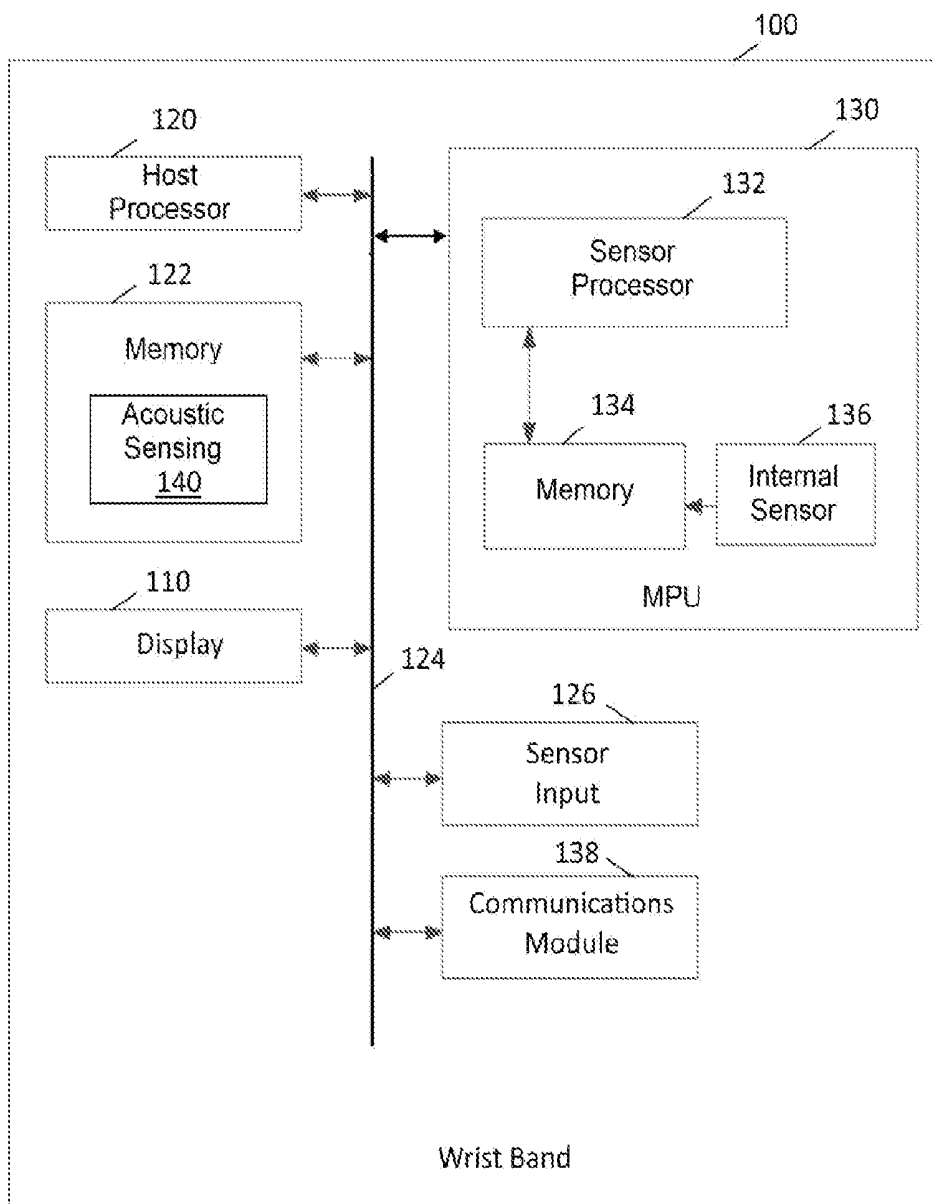 100
120
Host
Processor
130
132
Sensor
Processor
122
Memory
Acoustic
Sensing
140
134
Memory
136
Internal
Sensor
MPU
110
Display
124
126
Sensor
Input
138
Communications
Module
Wrist Band